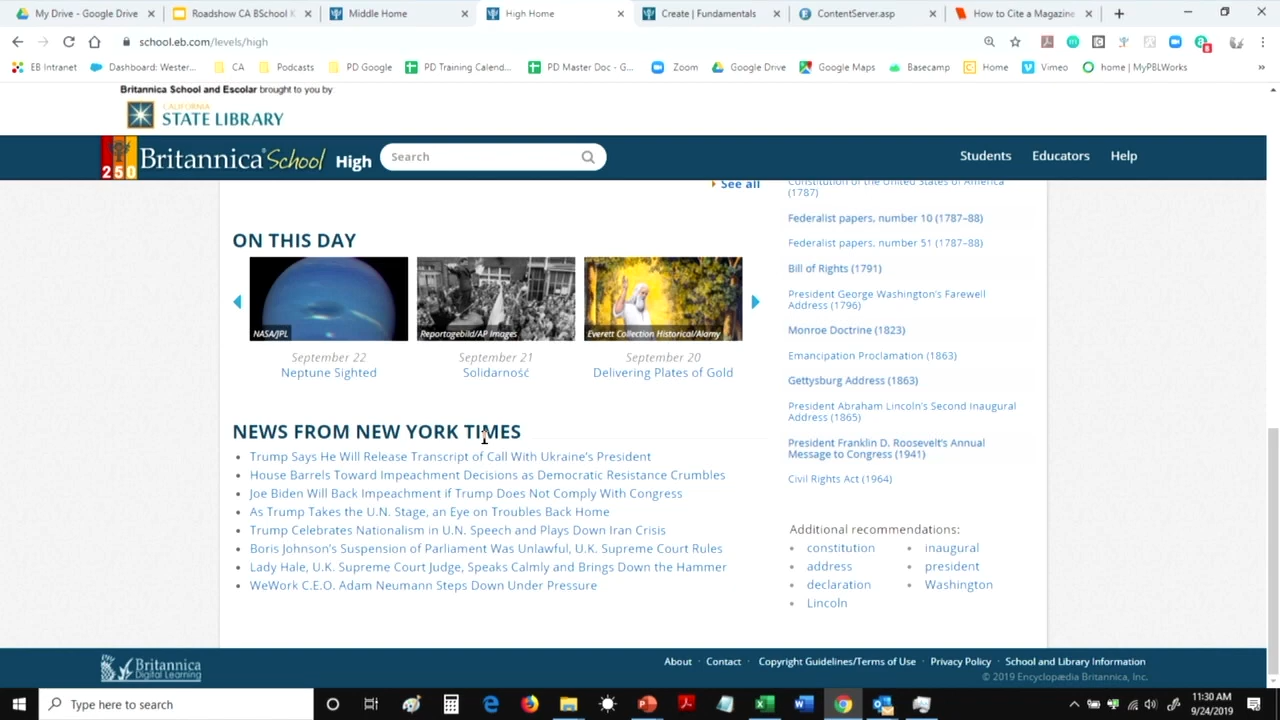 My Drive - Google Drive
Roadshow CA BSchool K
Middle Home
High Home
Create | Fundamentals
ContentServer.asp
How to Cite a Magazine
school.eb.com/levels/high
EB Intranet
Dashboard: Wester...
CA
Podcasts
PD Google
PD Training Calend...
PD Master Doc - G...
Zoom
Google Drive
Google Maps
Basecamp
Home
Vimeo
home | MyPBLWorks
Britannica School and Escolar brought to you by
CALIFORNIA
STATE LIBRARY
250
Britannica School High
Search
Students
Educators
Help
See all
ON THIS DAY
NASA/JPL
Reportagebild/AP Images
Everett Collection Historical/Alamy
September 22
Neptune Sighted
September 21
Solidarność
September 20
Delivering Plates of Gold
NEWS FROM NEW YORK TIMES
Trump Says He Will Release Transcript of Call With Ukraine's President
House Barrels Toward Impeachment Decisions as Democratic Resistance Crumbles
Joe Biden Will Back Impeachment if Trump Does Not Comply With Congress
As Trump Takes the U.N. Stage, an Eye on Troubles Back Home
Trump Celebrates Nationalism in U.N. Speech and Plays Down Iran Crisis
Boris Johnson's Suspension of Parliament Was Unlawful, U.K. Supreme Court Rules
Lady Hale, U.K. Supreme Court Judge, Speaks Calmly and Brings Down the Hammer
WeWork C.E.O. Adam Neumann Steps Down Under Pressure
Constitution of the United States of America
(1787)
Federalist papers, number 10 (1787–88)
Federalist papers, number 51 (1787–88)
Bill of Rights (1791)
President George Washington's Farewell
Address (1796)
Monroe Doctrine (1823)
Emancipation Proclamation (1863)
Gettysburg Address (1863)
President Abraham Lincoln's Second Inaugural
Address (1865)
President Franklin D. Roosevelt's Annual
Message to Congress (1941)
Civil Rights Act (1964)
Additional recommendations:
constitution
inaugural
address
president
declaration
Washington
Lincoln
Britannica
Digital Learning
About · Contact · Copyright Guidelines/Terms of Use · Privacy Policy · School and Library Information
© 2019 Encyclopædia Britannica, Inc.
Type here to search
11:30 AM
9/24/2019